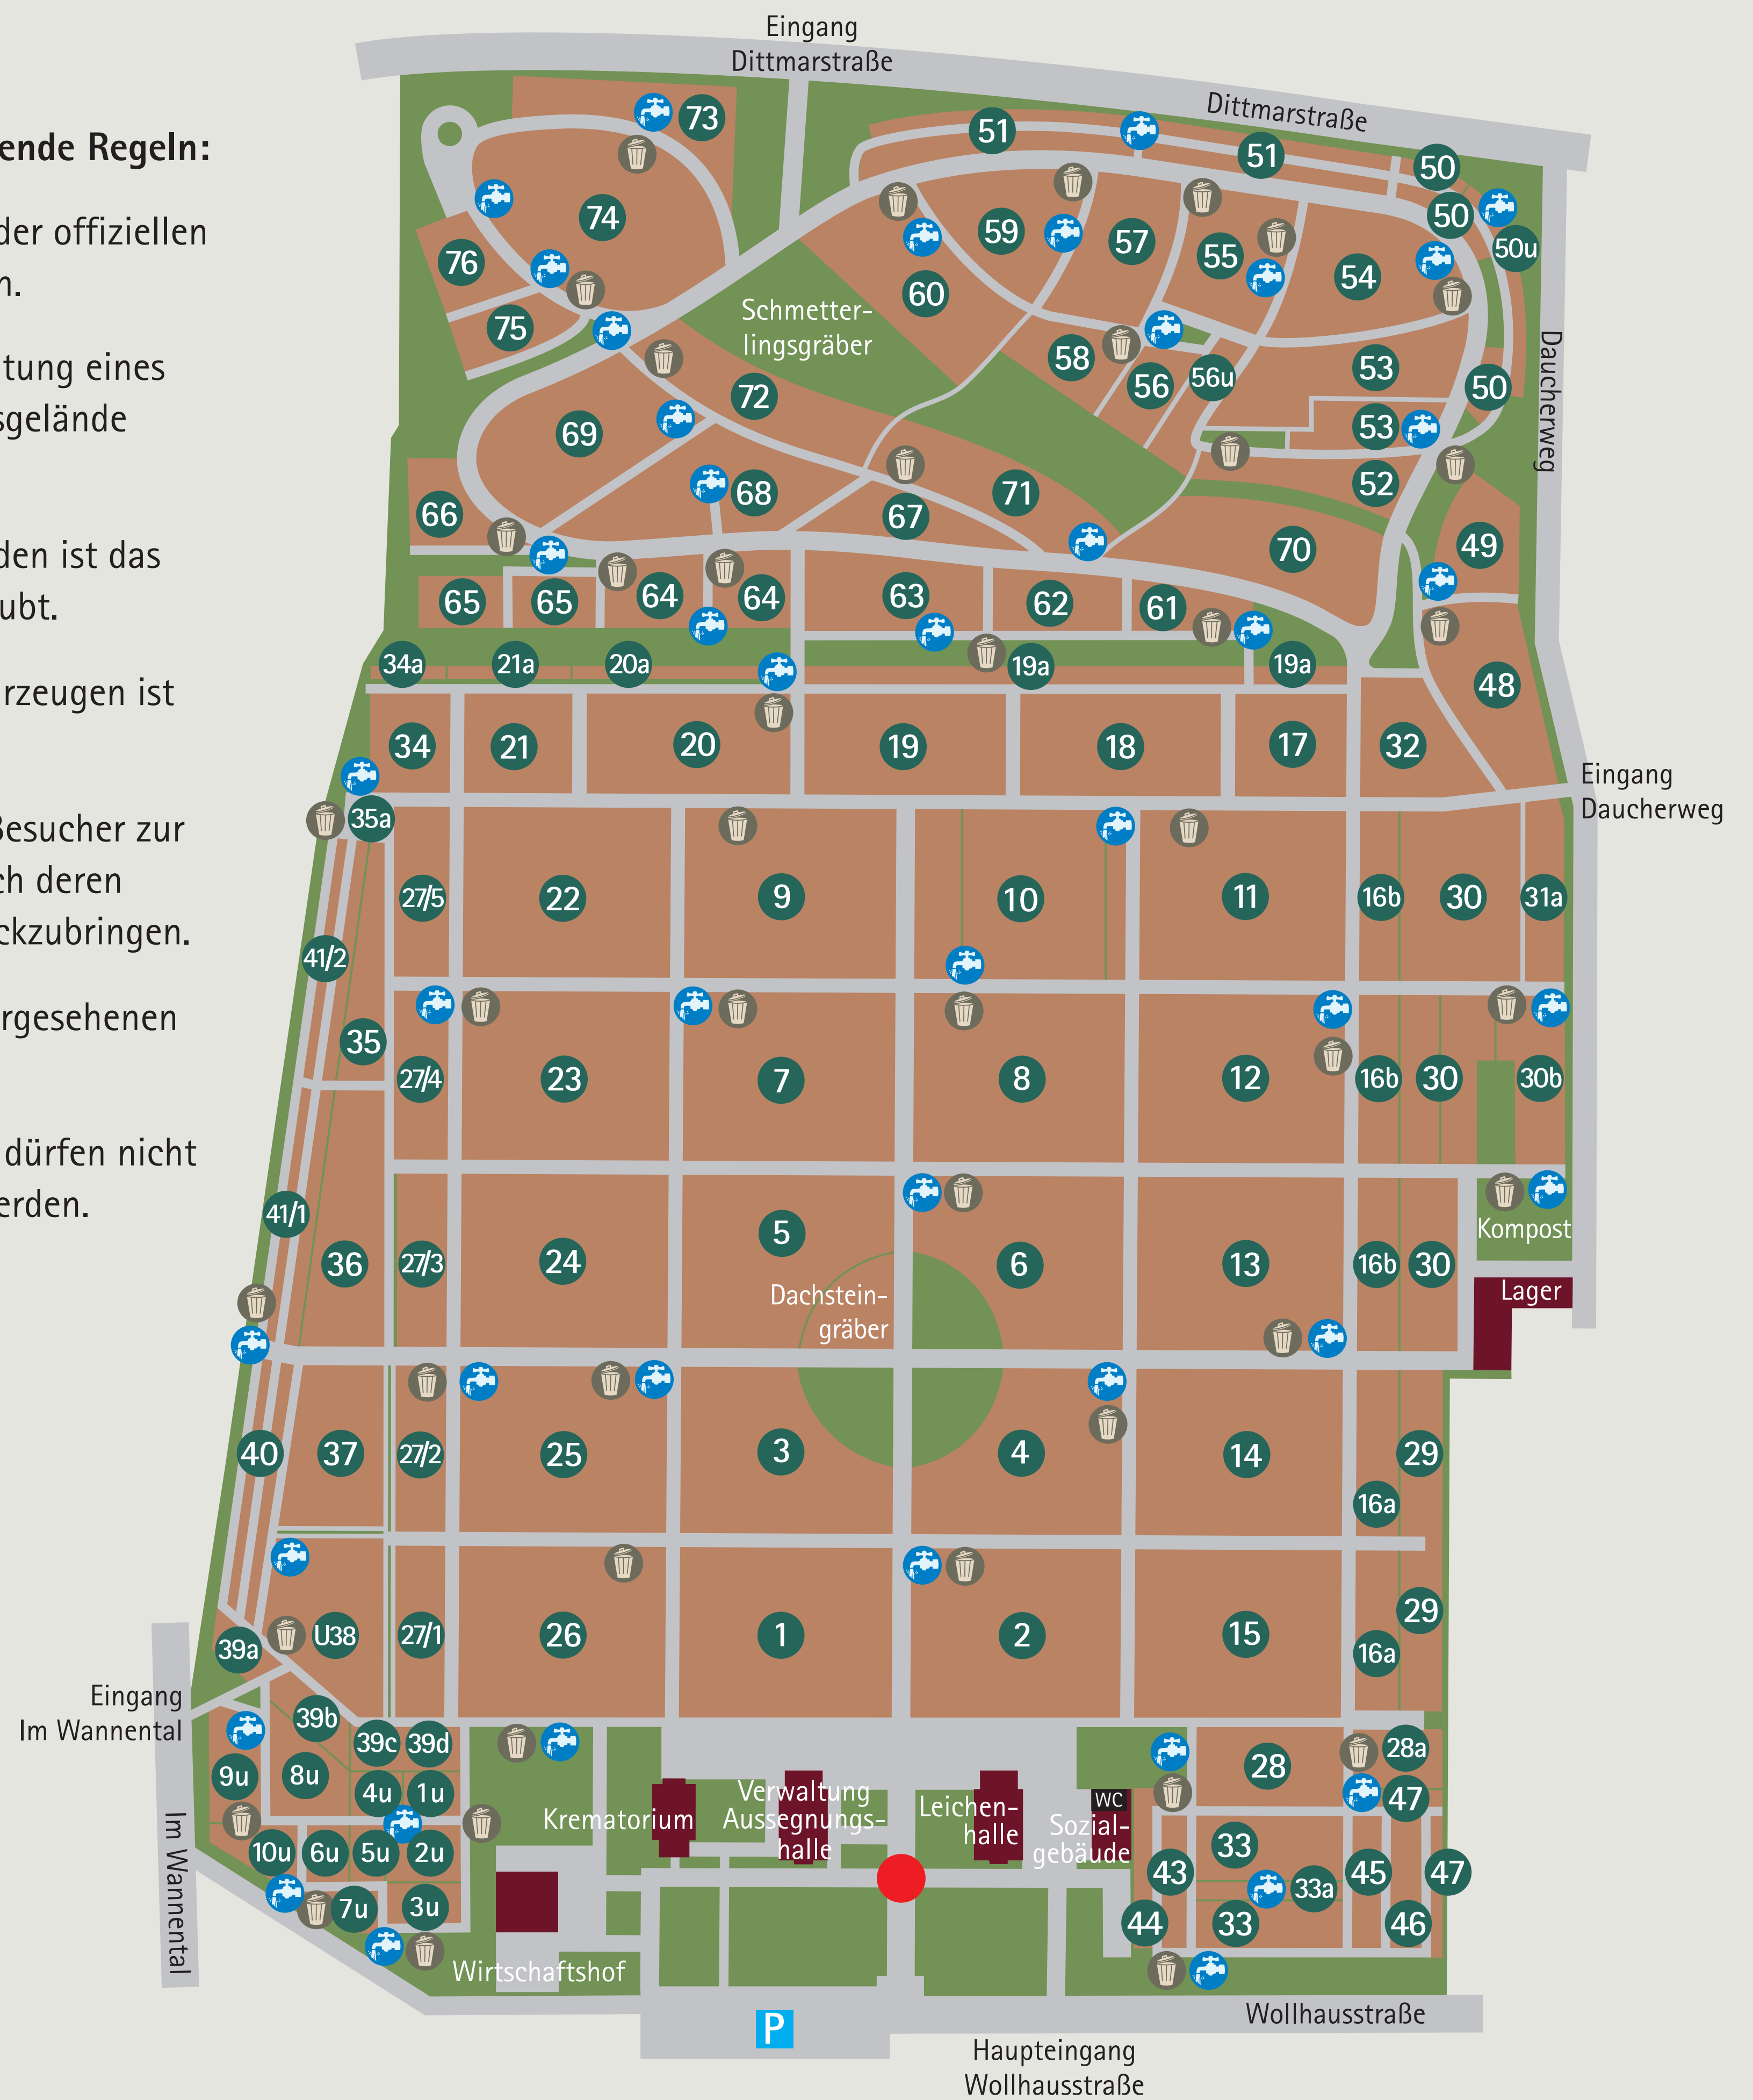 Eingang
Dittmarstraße
Dittmarstraße
ende Regeln:
der offiziellen
n.
tung eines
sgelände
den ist das
ubt.
rzeugen ist
Besucher zur
ch deren
ckzubringen.
rgesehenen
dürfen nicht
erden.
73
51
51
50
74
50
50u
76
59
57
55
54
60
75
Schmetter-
lingsgräber
58
53
56
56u
50
72
53
69
52
68
71
66
67
70
49
Daucherweg
65
65
64
64
63
62
61
34a
21a
20a
19a
19a
48
34
21
20
19
18
17
32
Eingang
Daucherweg
35a
27/5
22
9
10
11
16b
30
31a
41/2
35
27/4
23
7
8
12
16b
30
30b
41/1
36
27/3
24
5
6
13
16b
30
Kompost
Lager
Dachstein-
gräber
40
37
27/2
25
3
4
14
29
16a
39a
U38
27/1
26
1
2
15
29
16a
Eingang
Im Wannental
39b
39c
39d
9u
8u
4u
1u
10u
6u
5u
2u
7u
3u
Im Wannental
Krematorium
Verwaltung
Aussegnungs-
halle
Leichen-
halle
WC
Sozial-
gebäude
28
28a
47
33
43
33a
45
47
44
33
46
Wirtschaftshof
P
Wollhausstraße
Haupteingang
Wollhausstraße